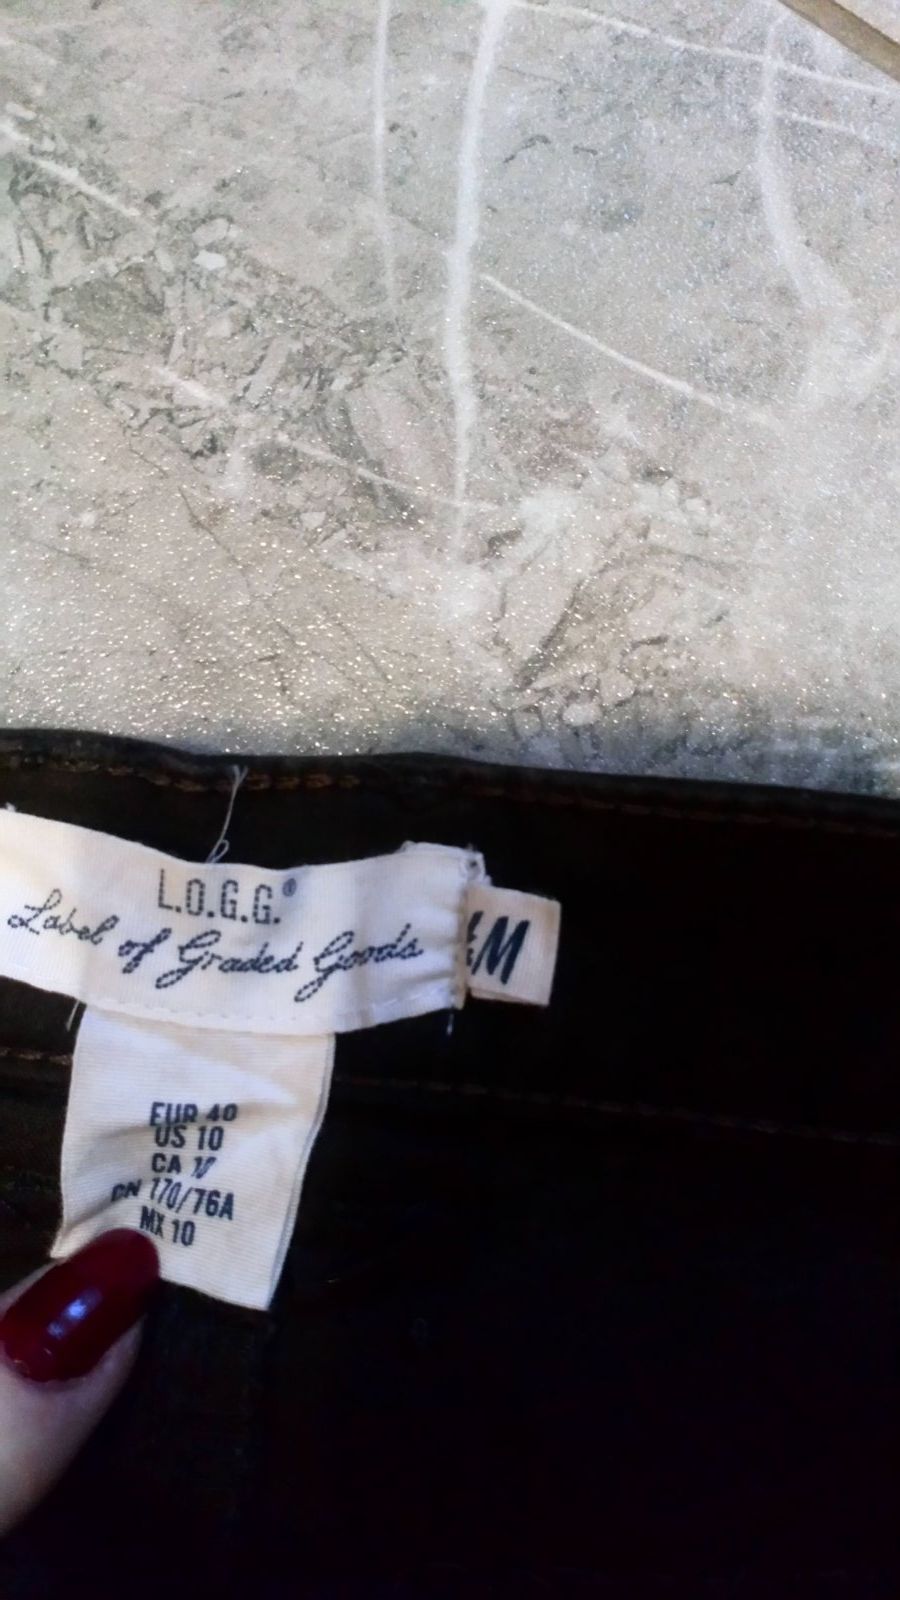 L.O.G.G.®
Label of Graded Goods
&M
EUR 40
US 10
CA 10
CN 170/76A
MX 10